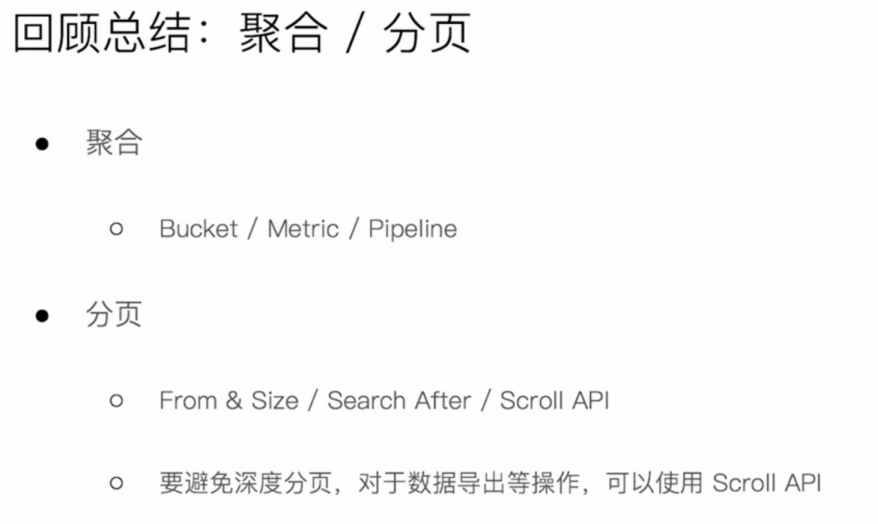 回顾总结：聚合 / 分页
聚合
Bucket / Metric / Pipeline
分页
From & Size / Search After / Scroll API
要避免深度分页，对于数据导出等操作，可以使用 Scroll API